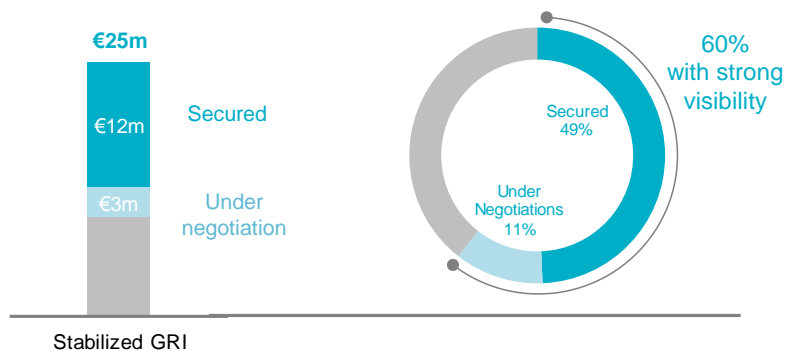 €25m
€12m
Secured
€3m
Under
negotiation
Stabilized GRI
60%
with strong
visibility
Secured
49%
Under
Negotiations
11%